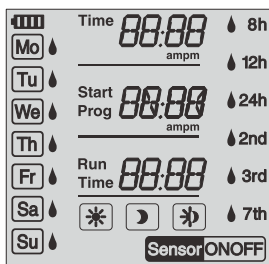 Time 88:88 8h
Mo ampm
12h
Tu
Start Prog 88:88 24h
We ampm
2nd
Th
Run Time 88:88 3rd
Fr
Sa 7th
Su
Sensor ONOFF